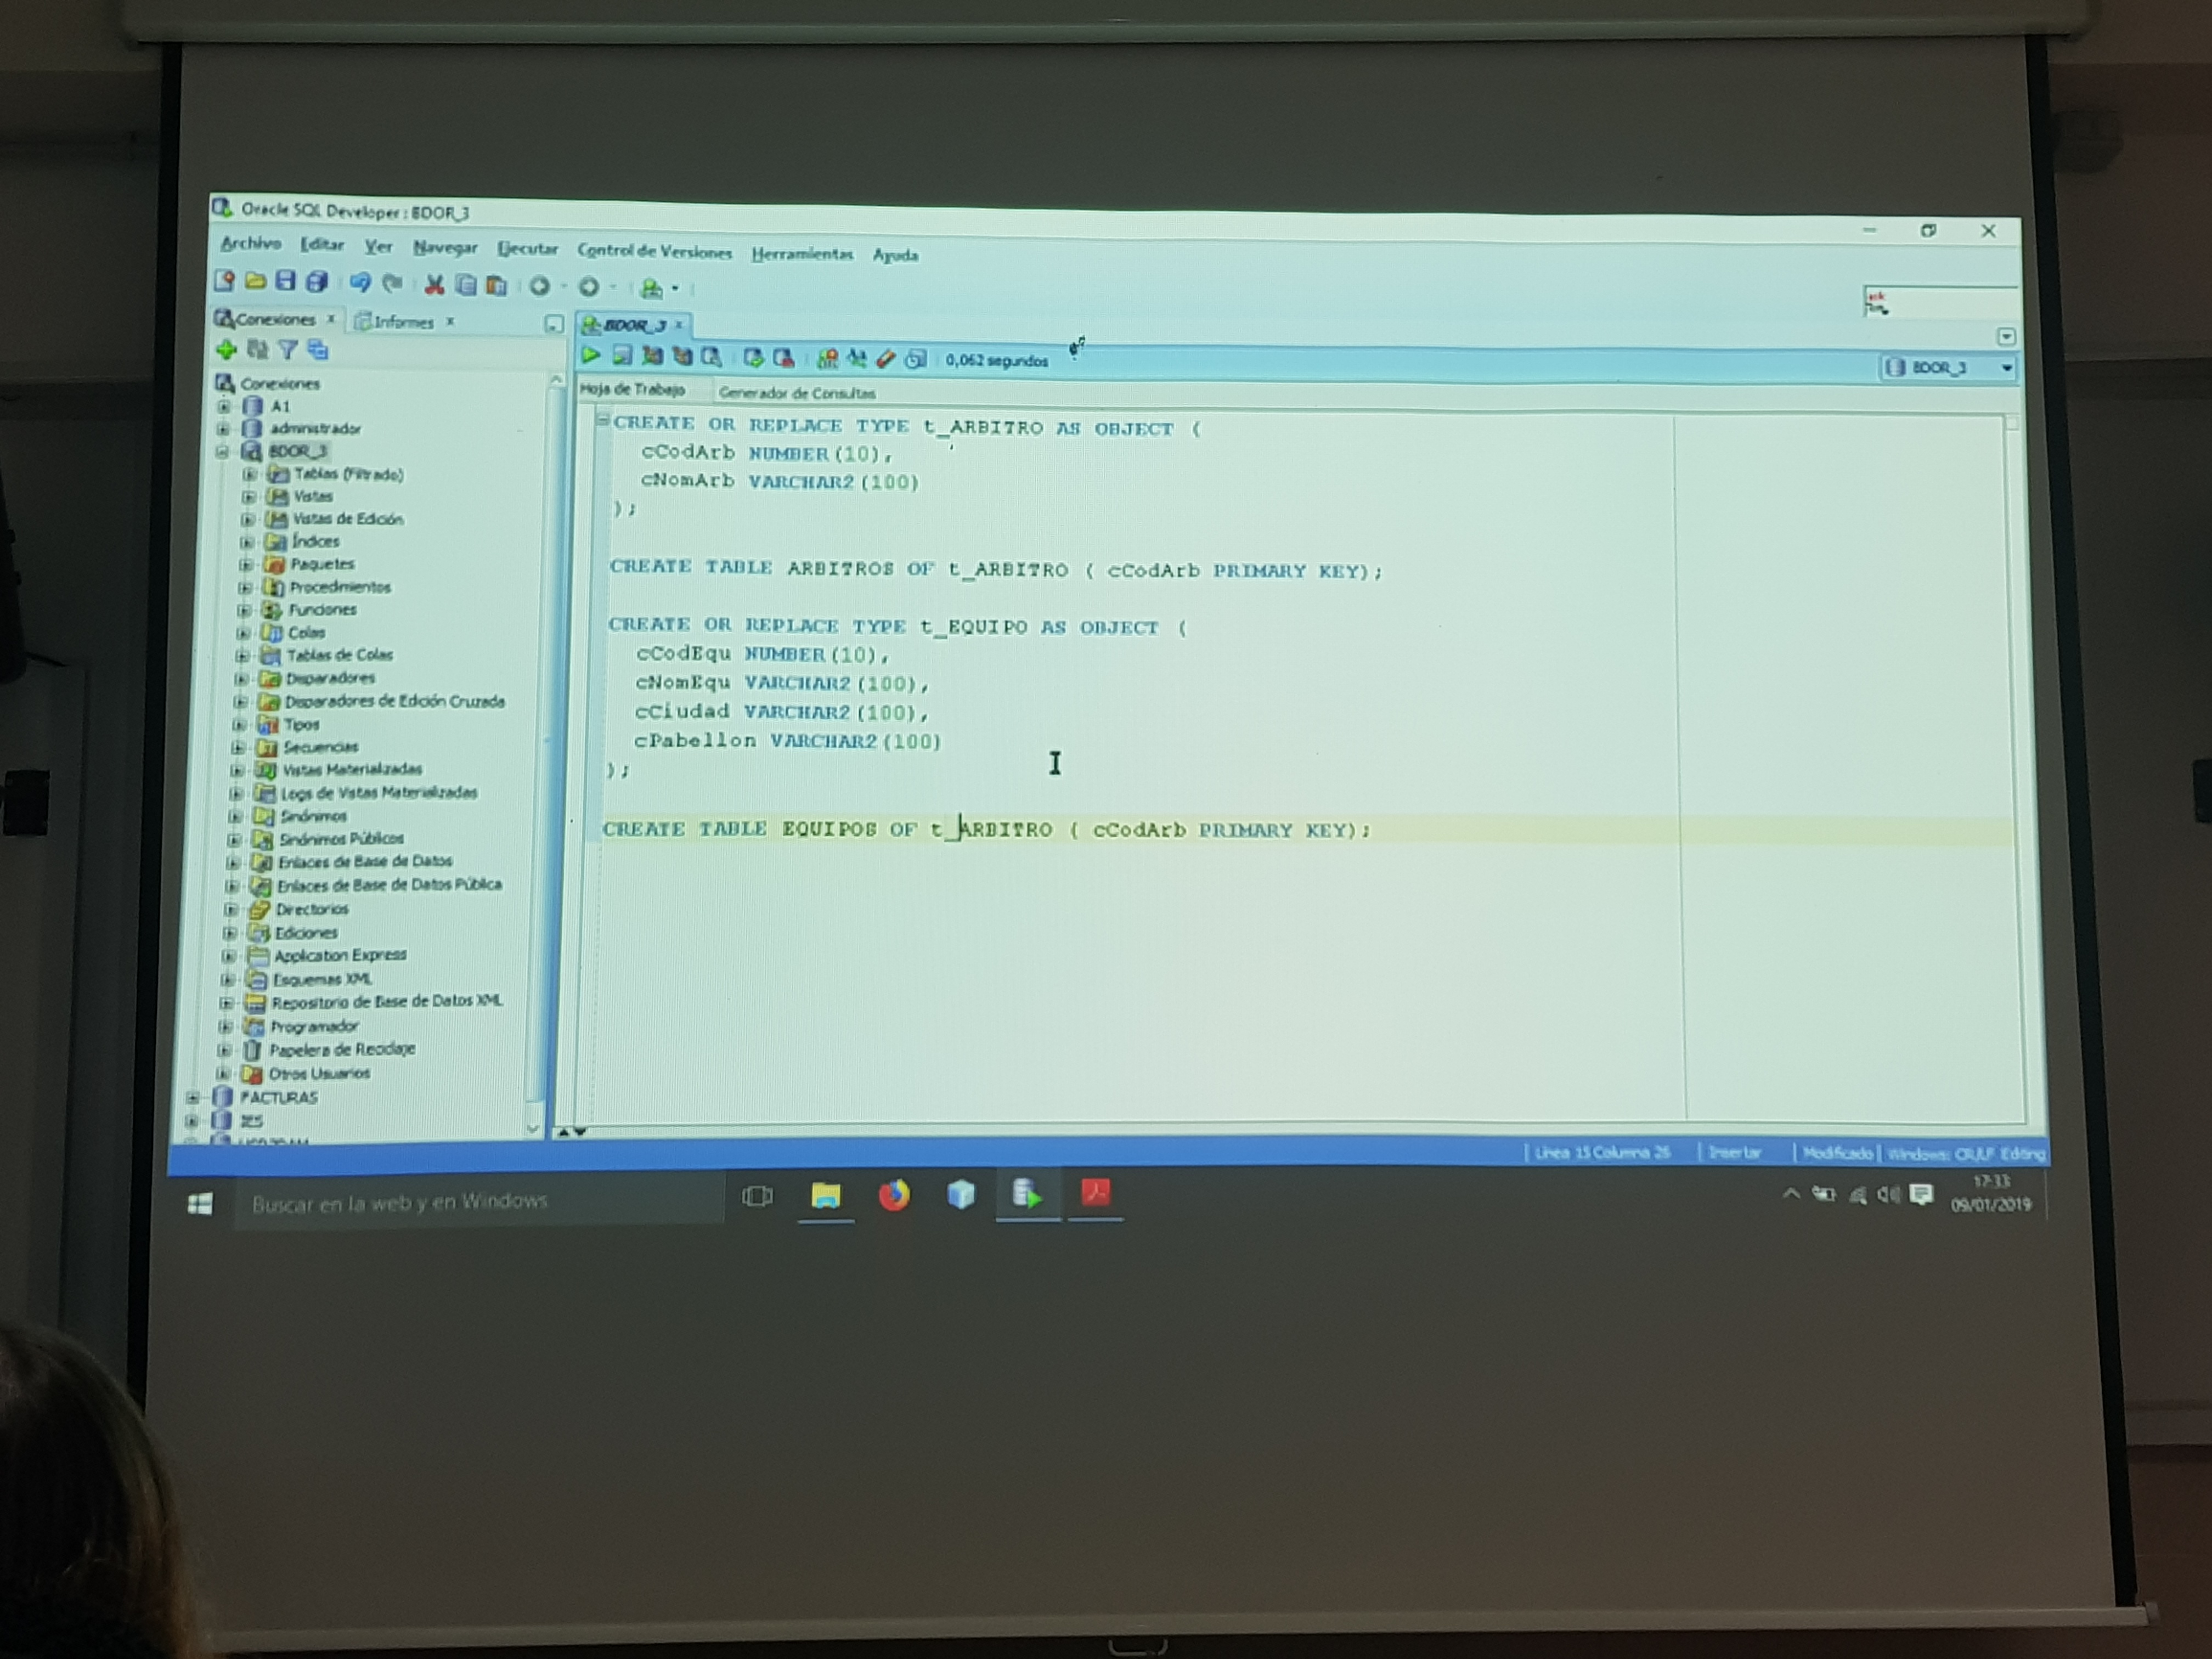 Oracle SQL Developer : BDOR_3
Archivo Editar Ver Navegar Ejecutar Control de Versiones Herramientas Ayuda
Conexiones x Informes x
BDOR_3 x
0,062 segundos
BDOR_3
Hoja de Trabajo Generador de Consultas
Conexiones
A1
administrador
BDOR_3
Tablas (Filtrado)
Vistas
Vistas de Edición
Índices
Paquetes
Procedimientos
Funciones
Colas
Tablas de Colas
Disparadores
Disparadores de Edición Cruzada
Tipos
Secuencias
Vistas Materializadas
Logs de Vistas Materializadas
Sinónimos
Sinónimos Públicos
Enlaces de Base de Datos
Enlaces de Base de Datos Pública
Directorios
Ediciones
Application Express
Esquemas XML
Repositorio de Base de Datos XML
Programador
Papelera de Reciclaje
Otros Usuarios
FACTURAS
CREATE OR REPLACE TYPE t_ARBITRO AS OBJECT (
cCodArb NUMBER(10),
cNomArb VARCHAR2(100)
);
CREATE TABLE ARBITROS OF t_ARBITRO ( cCodArb PRIMARY KEY);
CREATE OR REPLACE TYPE t_EQUIPO AS OBJECT (
cCodEqu NUMBER(10),
cNomEqu VARCHAR2(100),
cCiudad VARCHAR2(100),
cPabellon VARCHAR2(100)
);
CREATE TABLE EQUIPOS OF t_ARBITRO ( cCodArb PRIMARY KEY);
Línea 15 Columna 26 Insertar Modificado Windows: CR/LF Editing
Buscar en la web y en Windows
17:33
09/01/2019